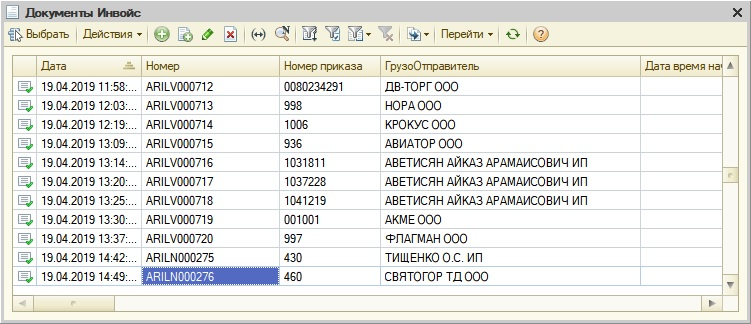 Документы Инвойс
Выбрать Действия Перейти
Дата Номер Номер приказа ГрузоОтправитель Дата время нач
19.04.2019 11:58:... ARILV000712 0080234291 ДВ-ТОРГ ООО
19.04.2019 12:03:... ARILV000713 998 НОРА ООО
19.04.2019 12:19:... ARILV000714 1006 КРОКУС ООО
19.04.2019 13:09:... ARILV000715 936 АВИАТОР ООО
19.04.2019 13:14:... ARILV000716 1031811 АВЕТИСЯН АЙКАЗ АРАМАИСОВИЧ ИП
19.04.2019 13:20:... ARILV000717 1037228 АВЕТИСЯН АЙКАЗ АРАМАИСОВИЧ ИП
19.04.2019 13:25:... ARILV000718 1041219 АВЕТИСЯН АЙКАЗ АРАМАИСОВИЧ ИП
19.04.2019 13:30:... ARILV000719 001001 АКМЕ ООО
19.04.2019 13:37:... ARILV000720 997 ФЛАГМАН ООО
19.04.2019 14:42:... ARILN000275 430 ТИЩЕНКО О.С. ИП
19.04.2019 14:49:... ARILN000276 460 СВЯТОГОР ТД ООО